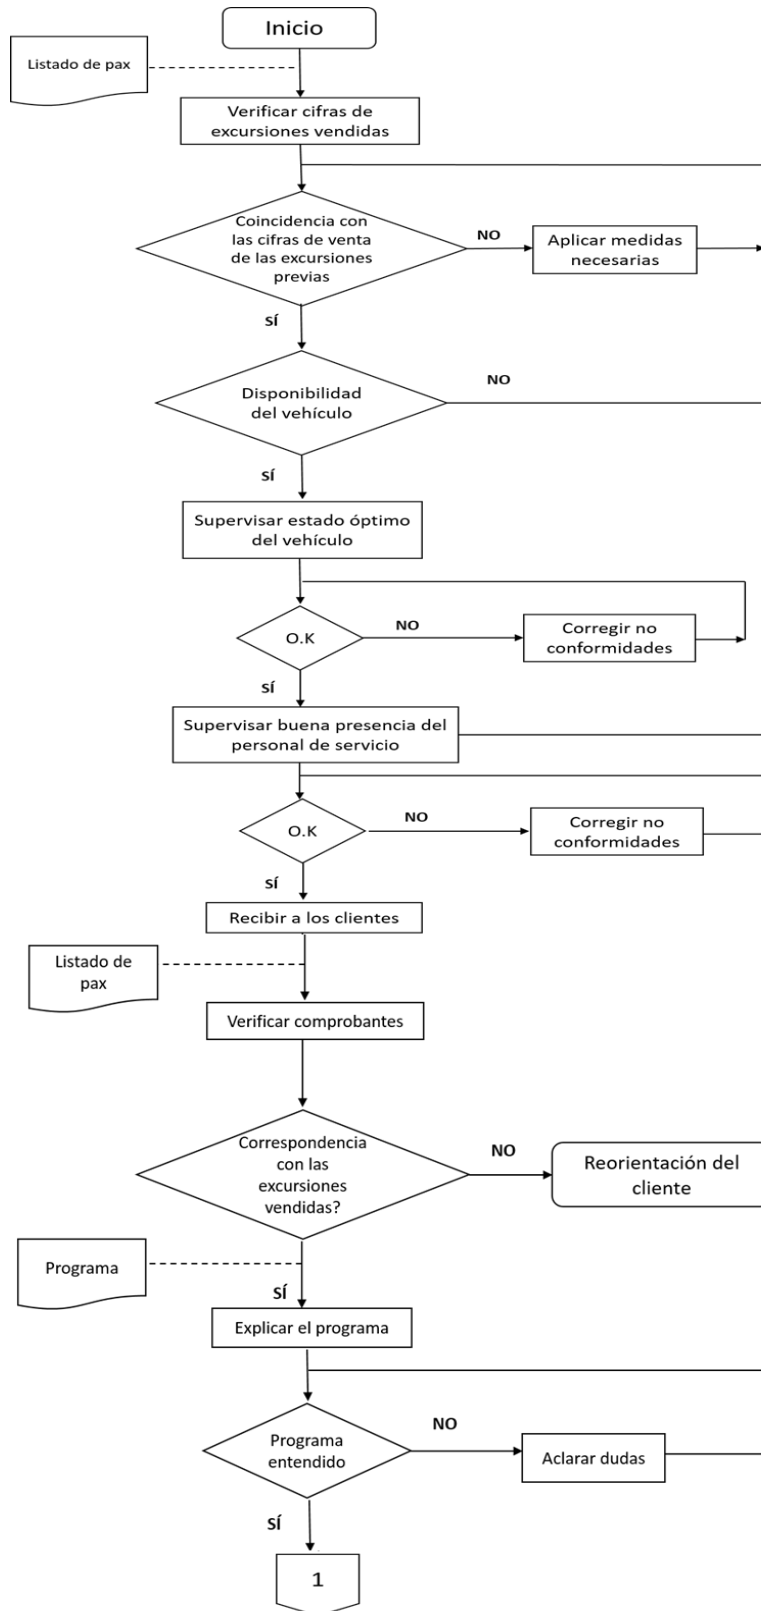 Inicio
Listado de pax
Verificar cifras de
excursiones vendidas
Coincidencia con
las cifras de venta
de las excursiones
previas
NO
Aplicar medidas
necesarias
SÍ
Disponibilidad
del vehículo
NO
SÍ
Supervisar estado óptimo
del vehículo
O.K
NO
Corregir no
conformidades
SÍ
Supervisar buena presencia del
personal de servicio
O.K
NO
Corregir no
conformidades
SÍ
Recibir a los clientes
Listado de
pax
Verificar comprobantes
Correspondencia
con las
excursiones
vendidas?
NO
Reorientación del
cliente
Programa
SÍ
Explicar el programa
Programa
entendido
NO
Aclarar dudas
SÍ
1